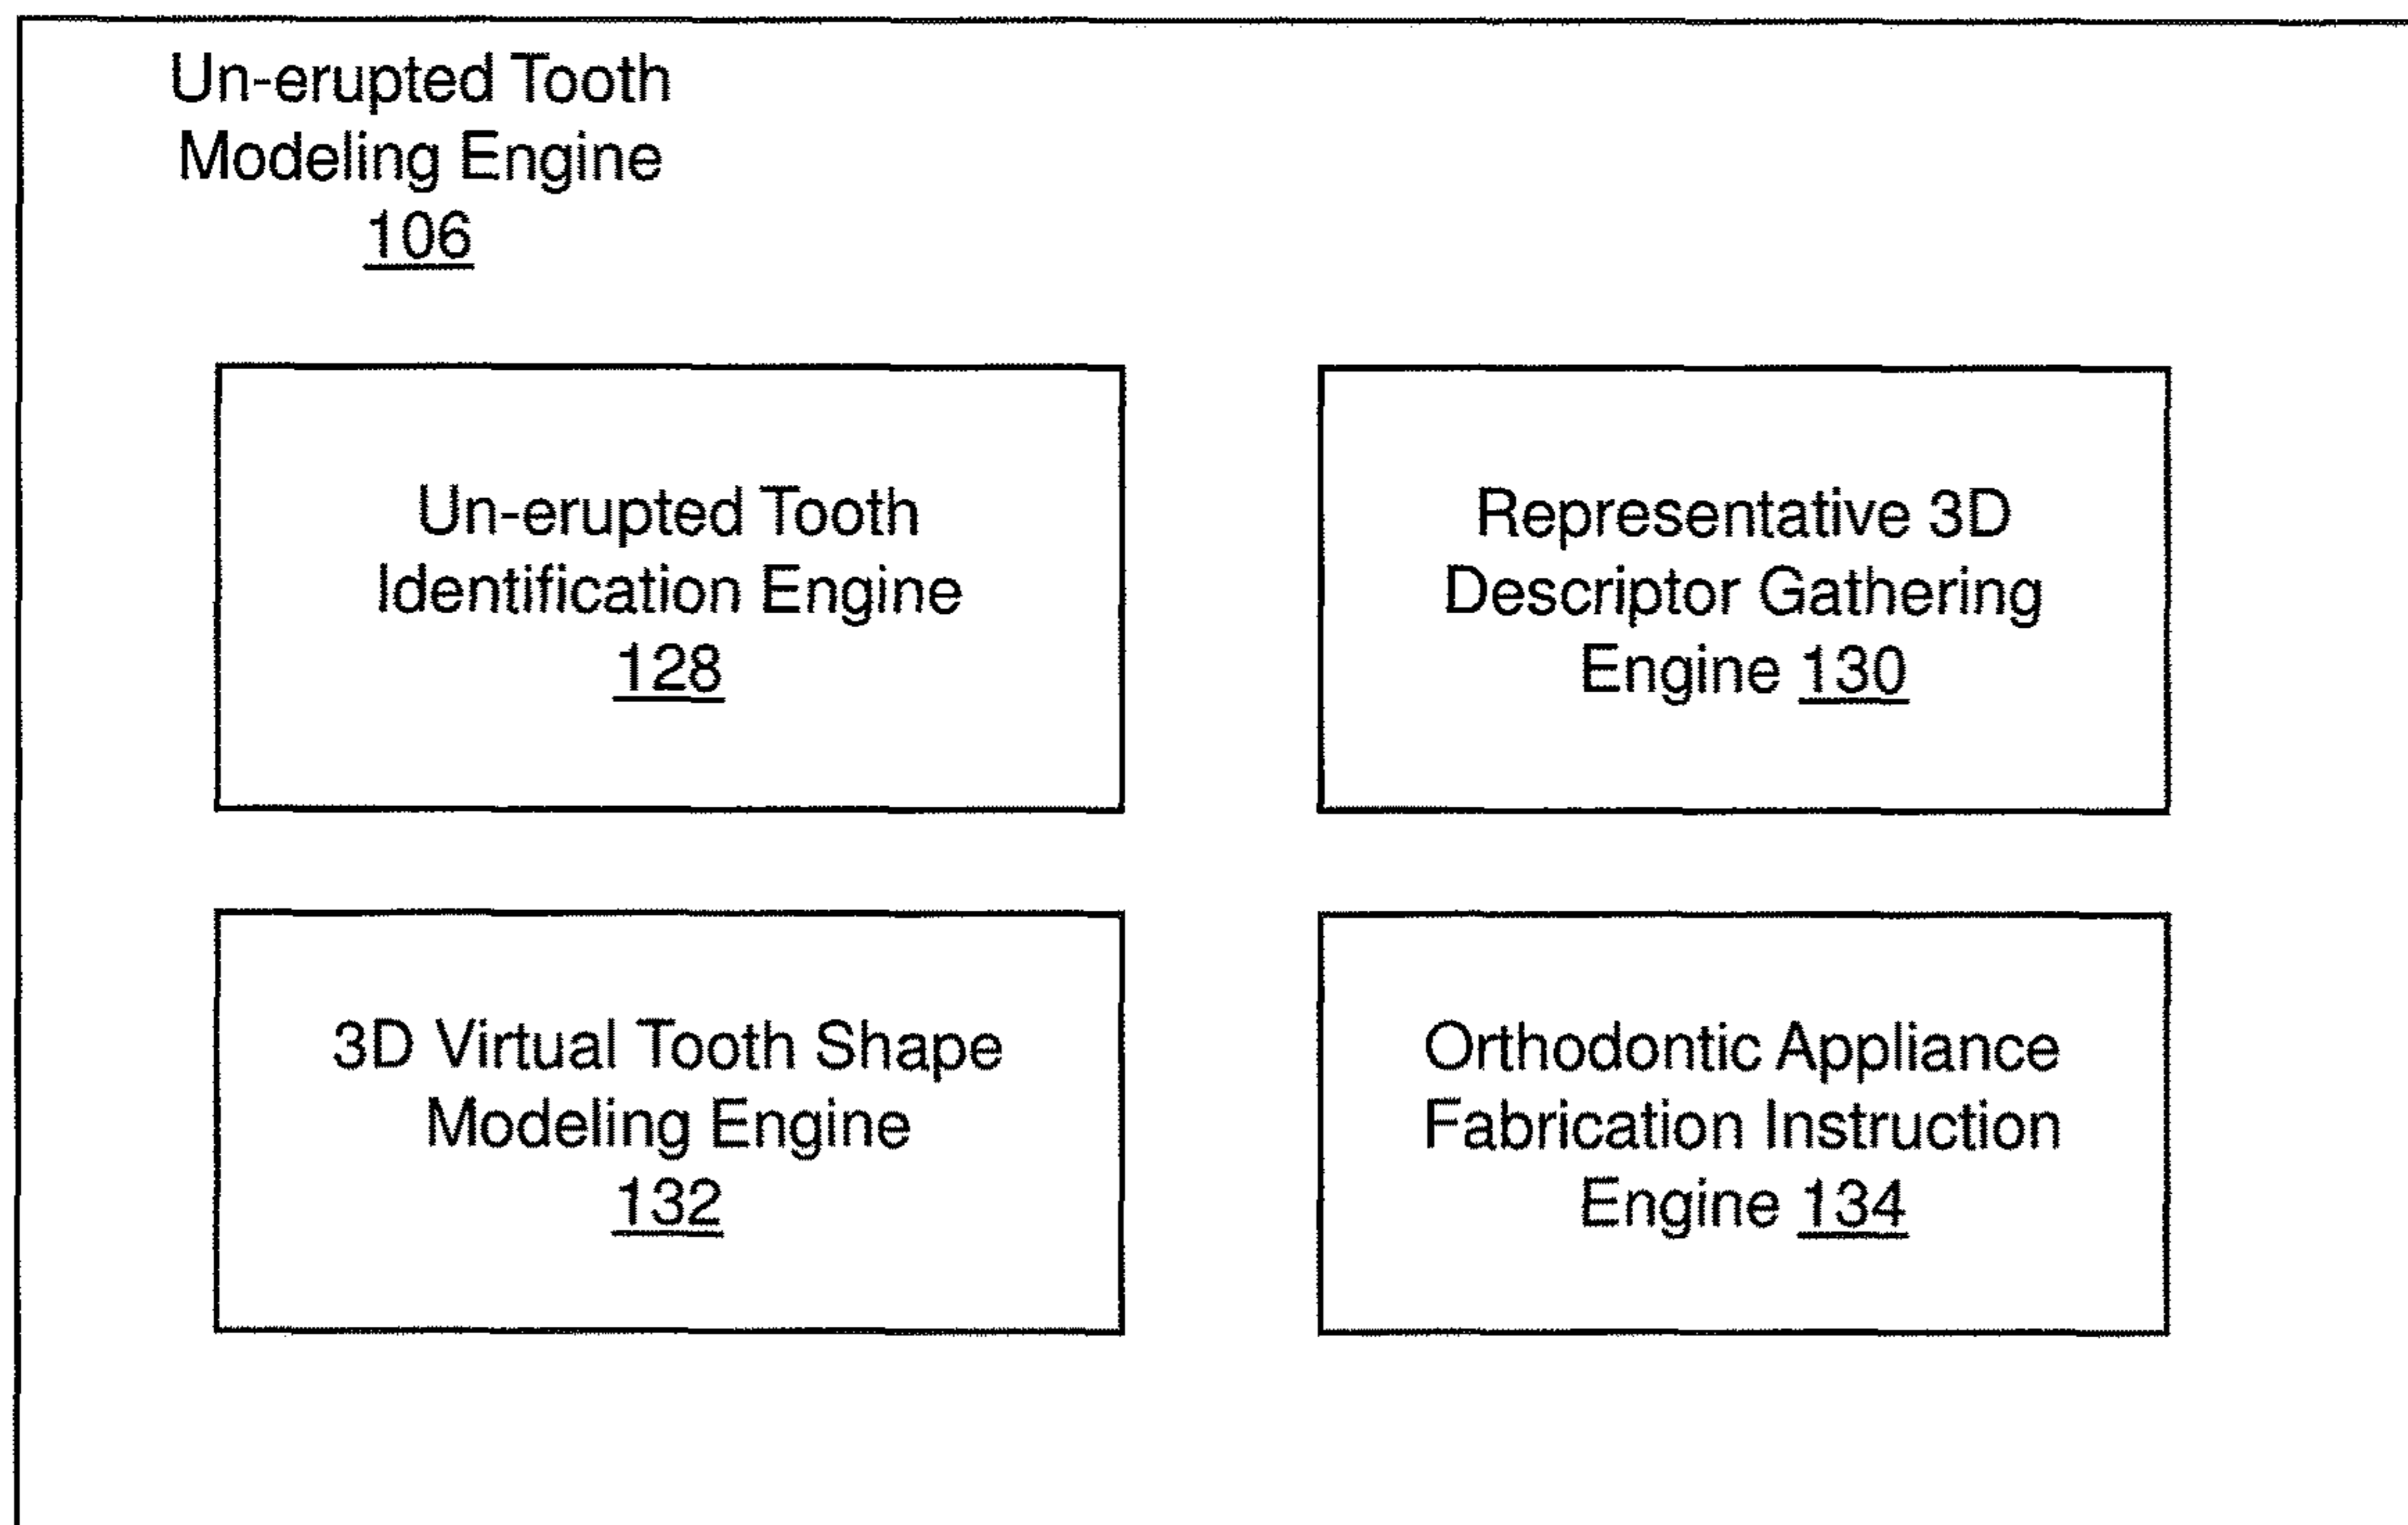 Un-erupted Tooth
Modeling Engine
106
Un-erupted Tooth
Identification Engine
128
Representative 3D
Descriptor Gathering
Engine 130
3D Virtual Tooth Shape
Modeling Engine
132
Orthodontic Appliance
Fabrication Instruction
Engine 134